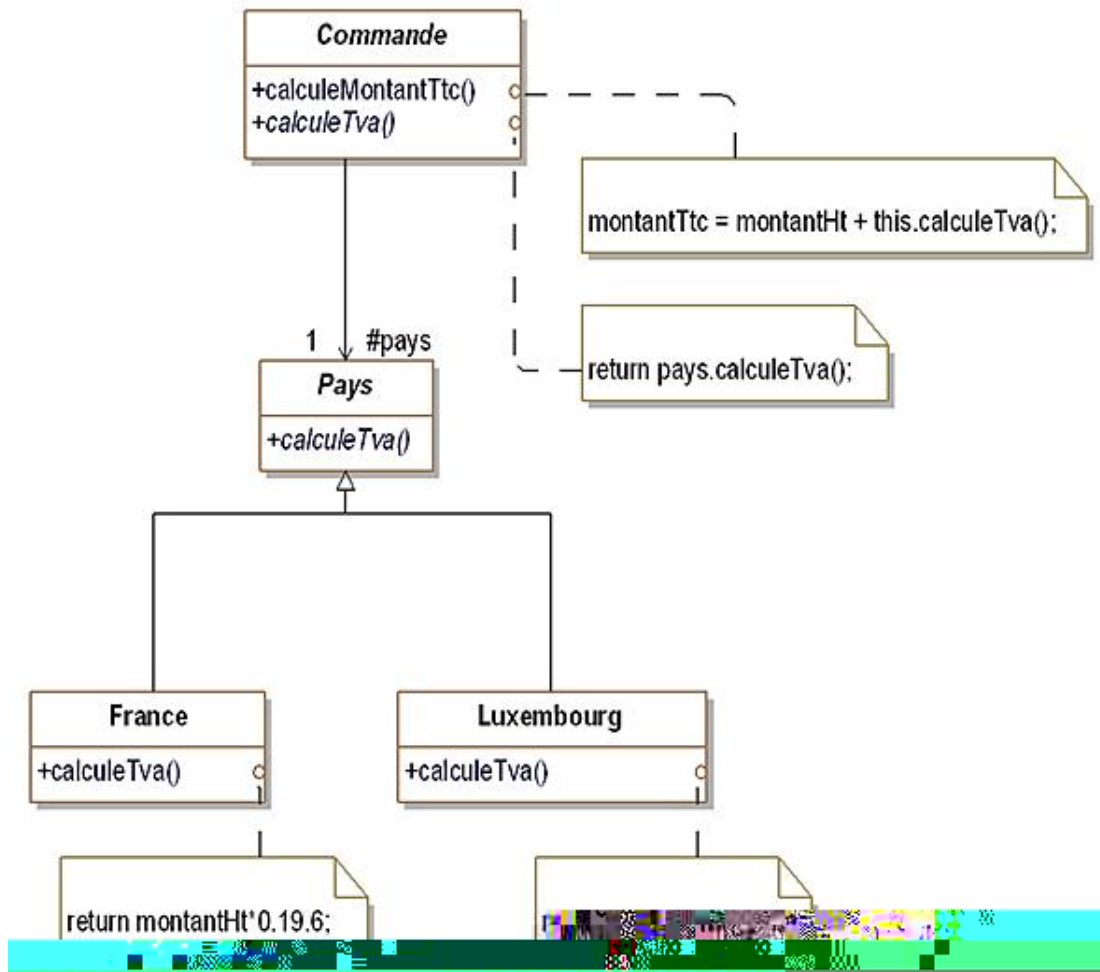 Commande
+calculeMontantTtc()
+calculeTva()
montantTtc = montantHt + this.calculeTva();
return pays.calculeTva();
1 #pays
Pays
+calculeTva()
France
+calculeTva()
Luxembourg
+calculeTva()
return montantHt*0.19.6;